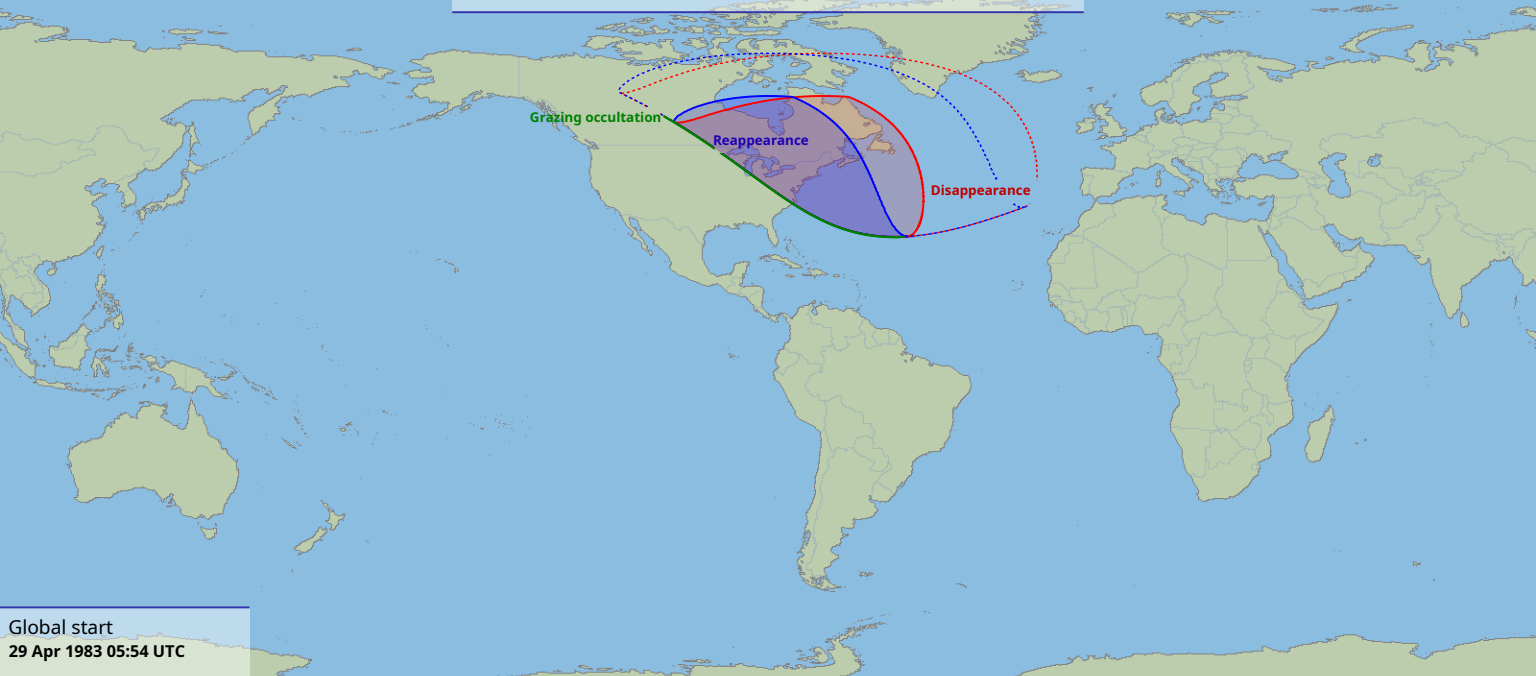 Grazing occultation
Reappearance
Disappearance
Global start
29 Apr 1983 05:54 UTC